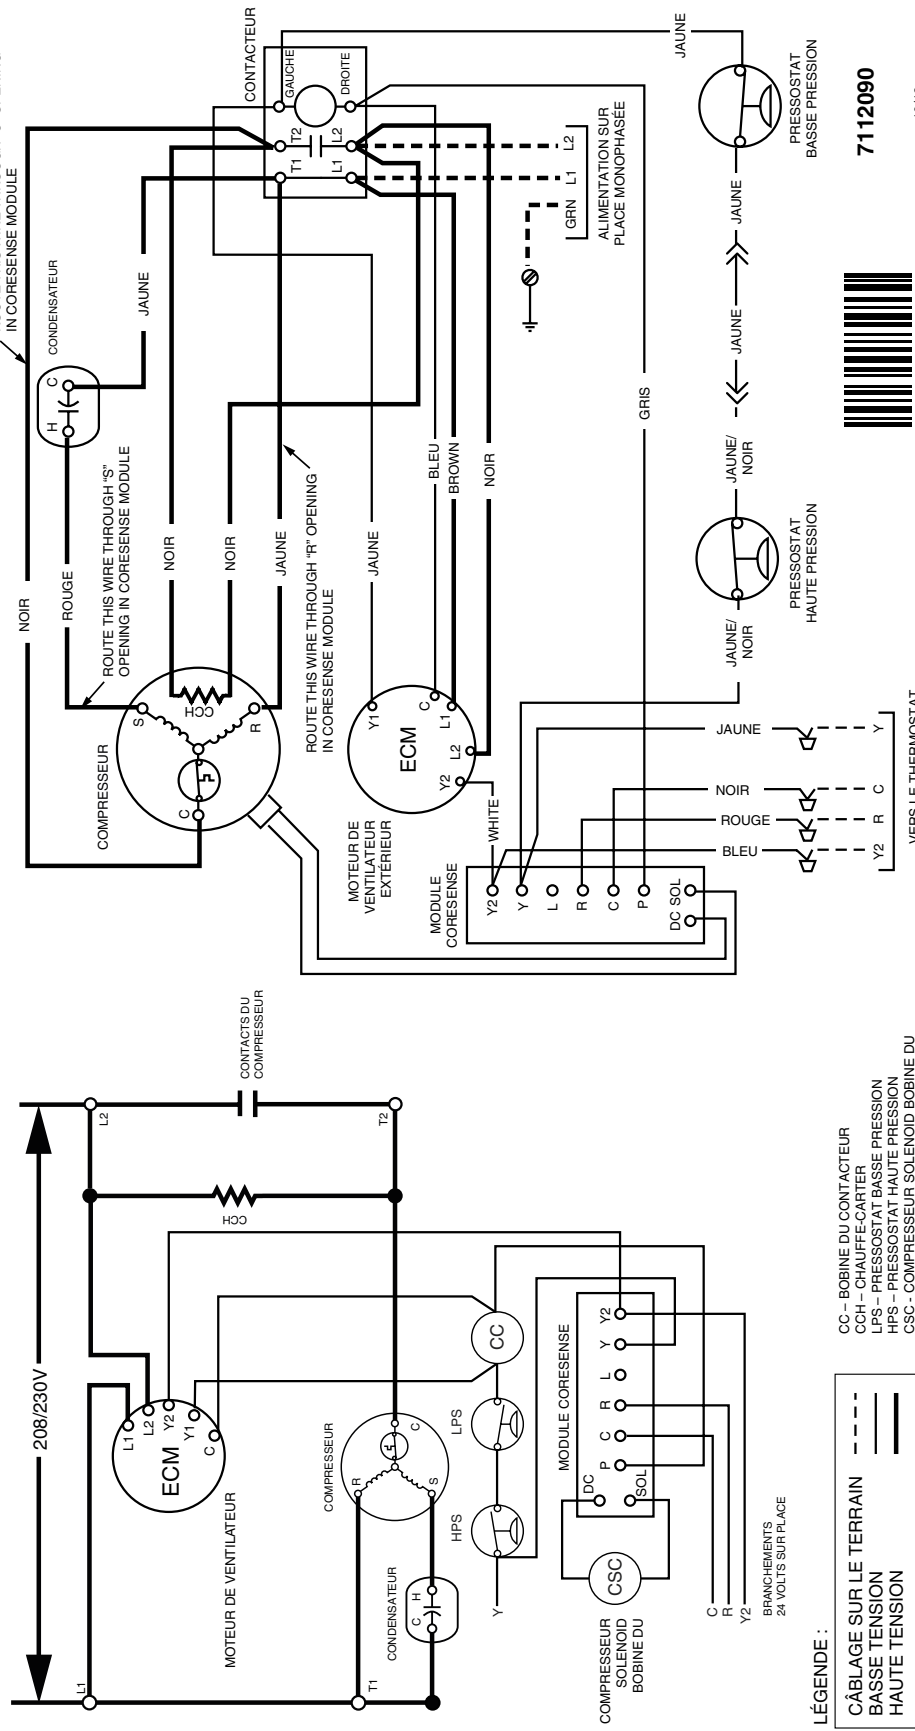 208/230V
L1
L2
L1
L2
Y2
Y1
C
ECM
MOTEUR DE VENTILATEUR
CCH
CONTACTS DU
COMPRESSEUR
T1
T2
COMPRESSEUR
R
S
C
CONDENSATEUR
C
H
Y
HPS
LPS
CC
COMPRESSEUR
SOLENOID
BOBINE DU
CSC
MODULE CORESENSE
DC
SOL
P
C
R
L
Y
Y2
C
R
Y2
BRANCHEMENTS
24 VOLTS SUR PLACE
LÉGENDE :
CÂBLAGE SUR LE TERRAIN
BASSE TENSION
HAUTE TENSION
CC – BOBINE DU CONTACTEUR
CCH – CHAUFFE-CARTER
LPS – PRESSOSTAT BASSE PRESSION
HPS – PRESSOSTAT HAUTE PRESSION
CSC - COMPRESSEUR SOLENOID BOBINE DU
IN CORESENSE MODULE
NOIR
CONDENSATEUR
H
C
ROUGE
JAUNE
ROUTE THIS WIRE THROUGH "S"
OPENING IN CORESENSE MODULE
COMPRESSEUR
S
C
R
CCH
NOIR
NOIR
JAUNE
ROUTE THIS WIRE THROUGH "R" OPENING
IN CORESENSE MODULE
CONTACTEUR
GAUCHE
DROITE
T2
L2
T1
L1
JAUNE
MOTEUR DE
VENTILATEUR
EXTÉRIEUR
ECM
Y1
C
L1
L2
Y2
BLEU
BROWN
NOIR
WHITE
GRN
L1
L2
ALIMENTATION SUR
PLACE MONOPHASÉE
MODULE
CORESENSE
Y2
Y
L
R
C
P
DC SOL
GRIS
JAUNE
PRESSOSTAT
BASSE PRESSION
JAUNE
JAUNE
JAUNE/
NOIR
PRESSOSTAT
HAUTE PRESSION
JAUNE/
NOIR
BLEU
ROUGE
NOIR
JAUNE
Y2
R
C
Y
VERS LE THERMOSTAT
7112090